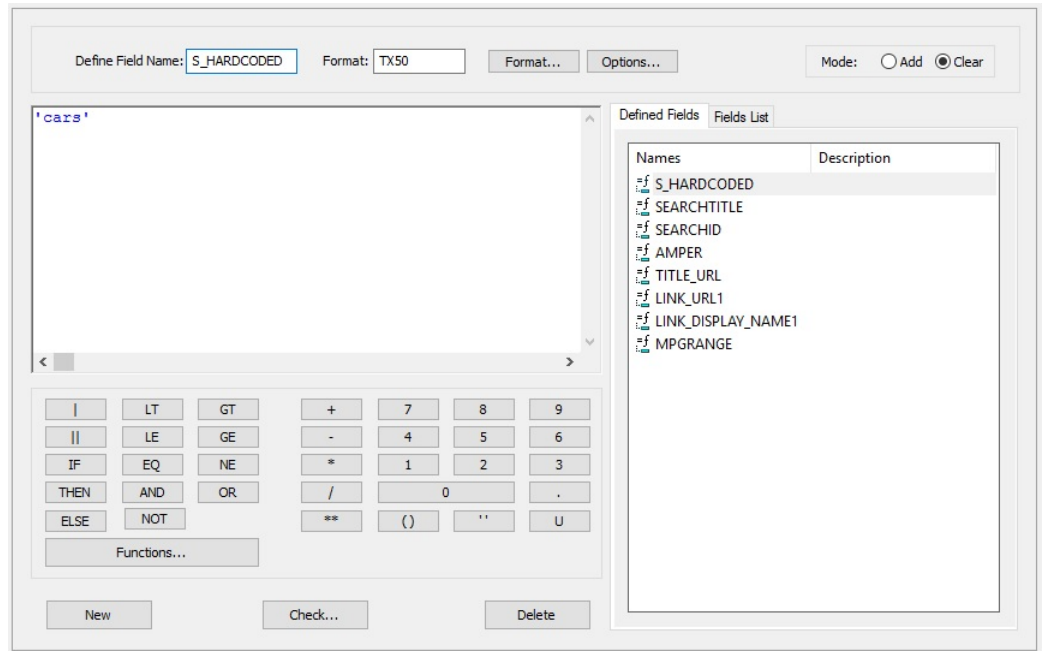 Define Field Name: S_HARDCODED Format: TX50 Format... Options... Mode: Add Clear
'cars'
Defined Fields Fields List
Names Description
S_HARDCODED
SEARCHTITLE
SEARCHID
AMPER
TITLE_URL
LINK_URL1
LINK_DISPLAY_NAME1
MPGRANGE
| LT GT + 7 8 9
|| LE GE - 4 5 6
IF EQ NE * 1 2 3
THEN AND OR / 0 .
ELSE NOT ** () '' U
Functions...
New Check... Delete